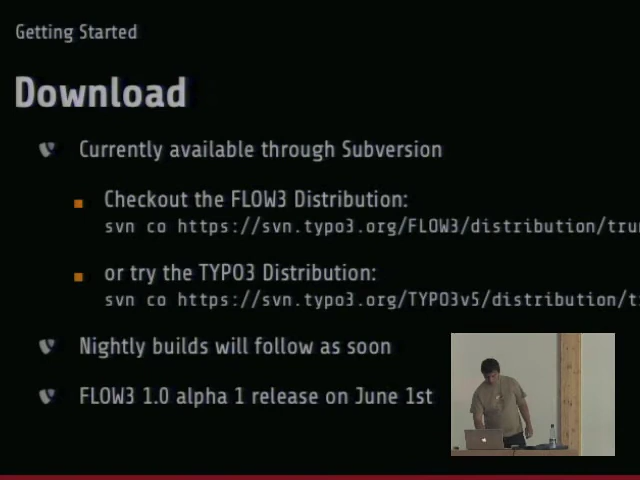 Getting Started
Download
Currently available through Subversion
Checkout the FLOW3 Distribution:
svn co https://svn.typo3.org/FLOW3/distribution/tru
or try the TYPO3 Distribution:
svn co https://svn.typo3.org/TYPO3v5/distribution/t
Nightly builds will follow as soon
FLOW3 1.0 alpha 1 release on June 1st